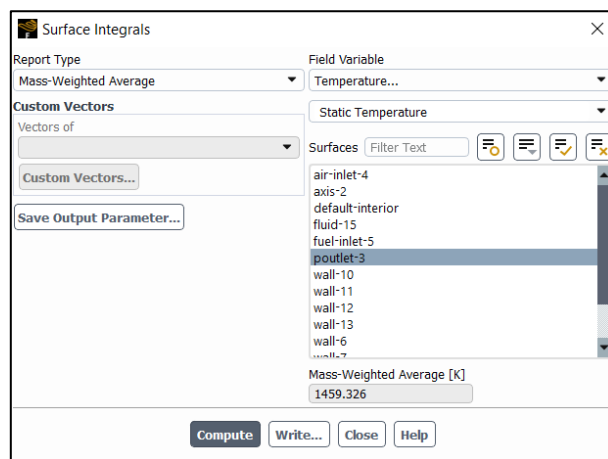 Surface Integrals
Report Type
Mass-Weighted Average
Custom Vectors
Vectors of
Custom Vectors...
Save Output Parameter...
Field Variable
Temperature...
Static Temperature
Surfaces Filter Text
air-inlet-4
axis-2
default-interior
fluid-15
fuel-inlet-5
poutlet-3
wall-10
wall-11
wall-12
wall-13
wall-6
wall-7
Mass-Weighted Average [K]
1459.326
Compute Write... Close Help